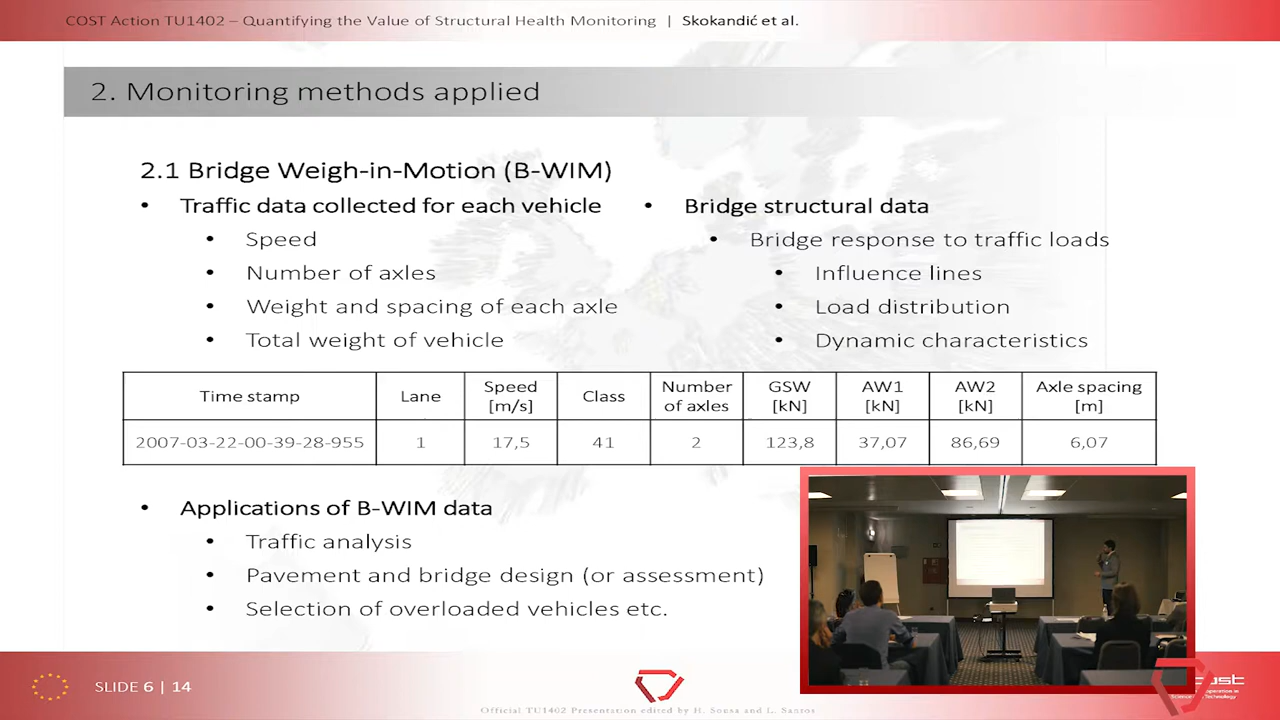 COST Action TU1402 – Quantifying the Value of Structural Health Monitoring | Skokandić et al.
2. Monitoring methods applied
2.1 Bridge Weigh-in-Motion (B-WIM)
• Traffic data collected for each vehicle
• Speed
• Number of axles
• Weight and spacing of each axle
• Total weight of vehicle
• Bridge structural data
• Bridge response to traffic loads
• Influence lines
• Load distribution
• Dynamic characteristics
Time stamp Lane Speed [m/s] Class Number of axles GSW [kN] AW1 [kN] AW2 [kN] Axle spacing [m]
2007-03-22-00-39-28-955 1 17,5 41 2 123,8 37,07 86,69 6,07
• Applications of B-WIM data
• Traffic analysis
• Pavement and bridge design (or assessment)
• Selection of overloaded vehicles etc.
SLIDE 6 | 14
Official TU1402 Presentation edited by H. Sousa and L. Santos